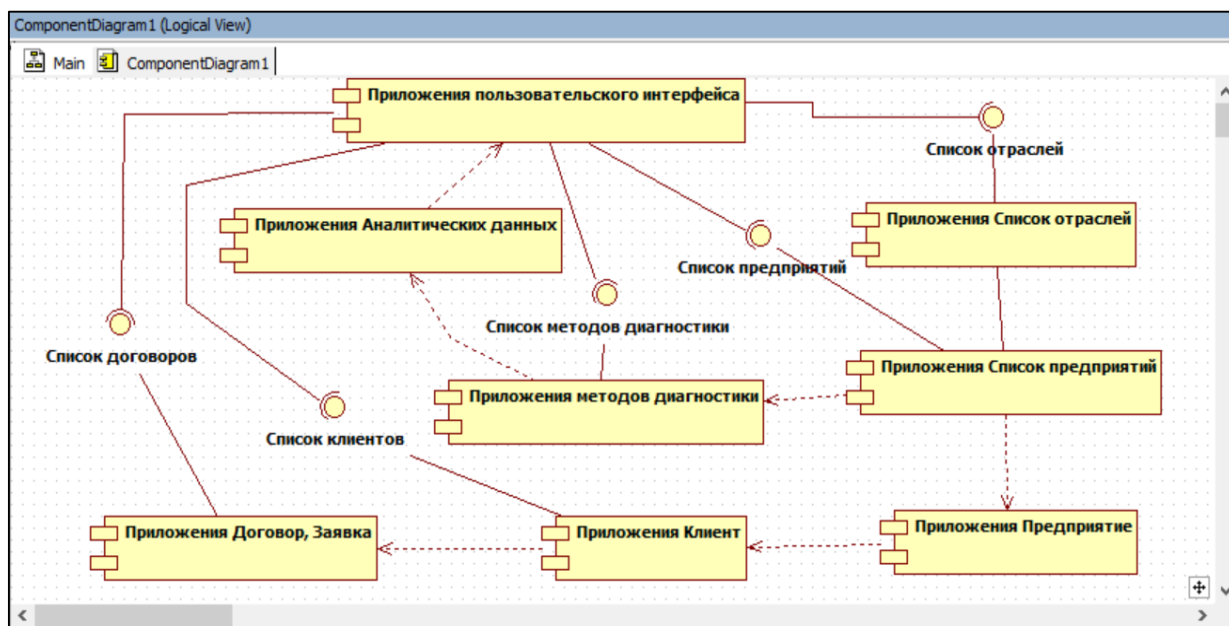 ComponentDiagram1 (Logical View)
Main
ComponentDiagram1
Приложения пользовательского интерфейса
Список отраслей
Приложения Аналитических данных
Приложения Список отраслей
Список предприятий
Список методов диагностики
Список договоров
Приложения Список предприятий
Приложения методов диагностики
Список клиентов
Приложения Договор, Заявка
Приложения Клиент
Приложения Предприятие